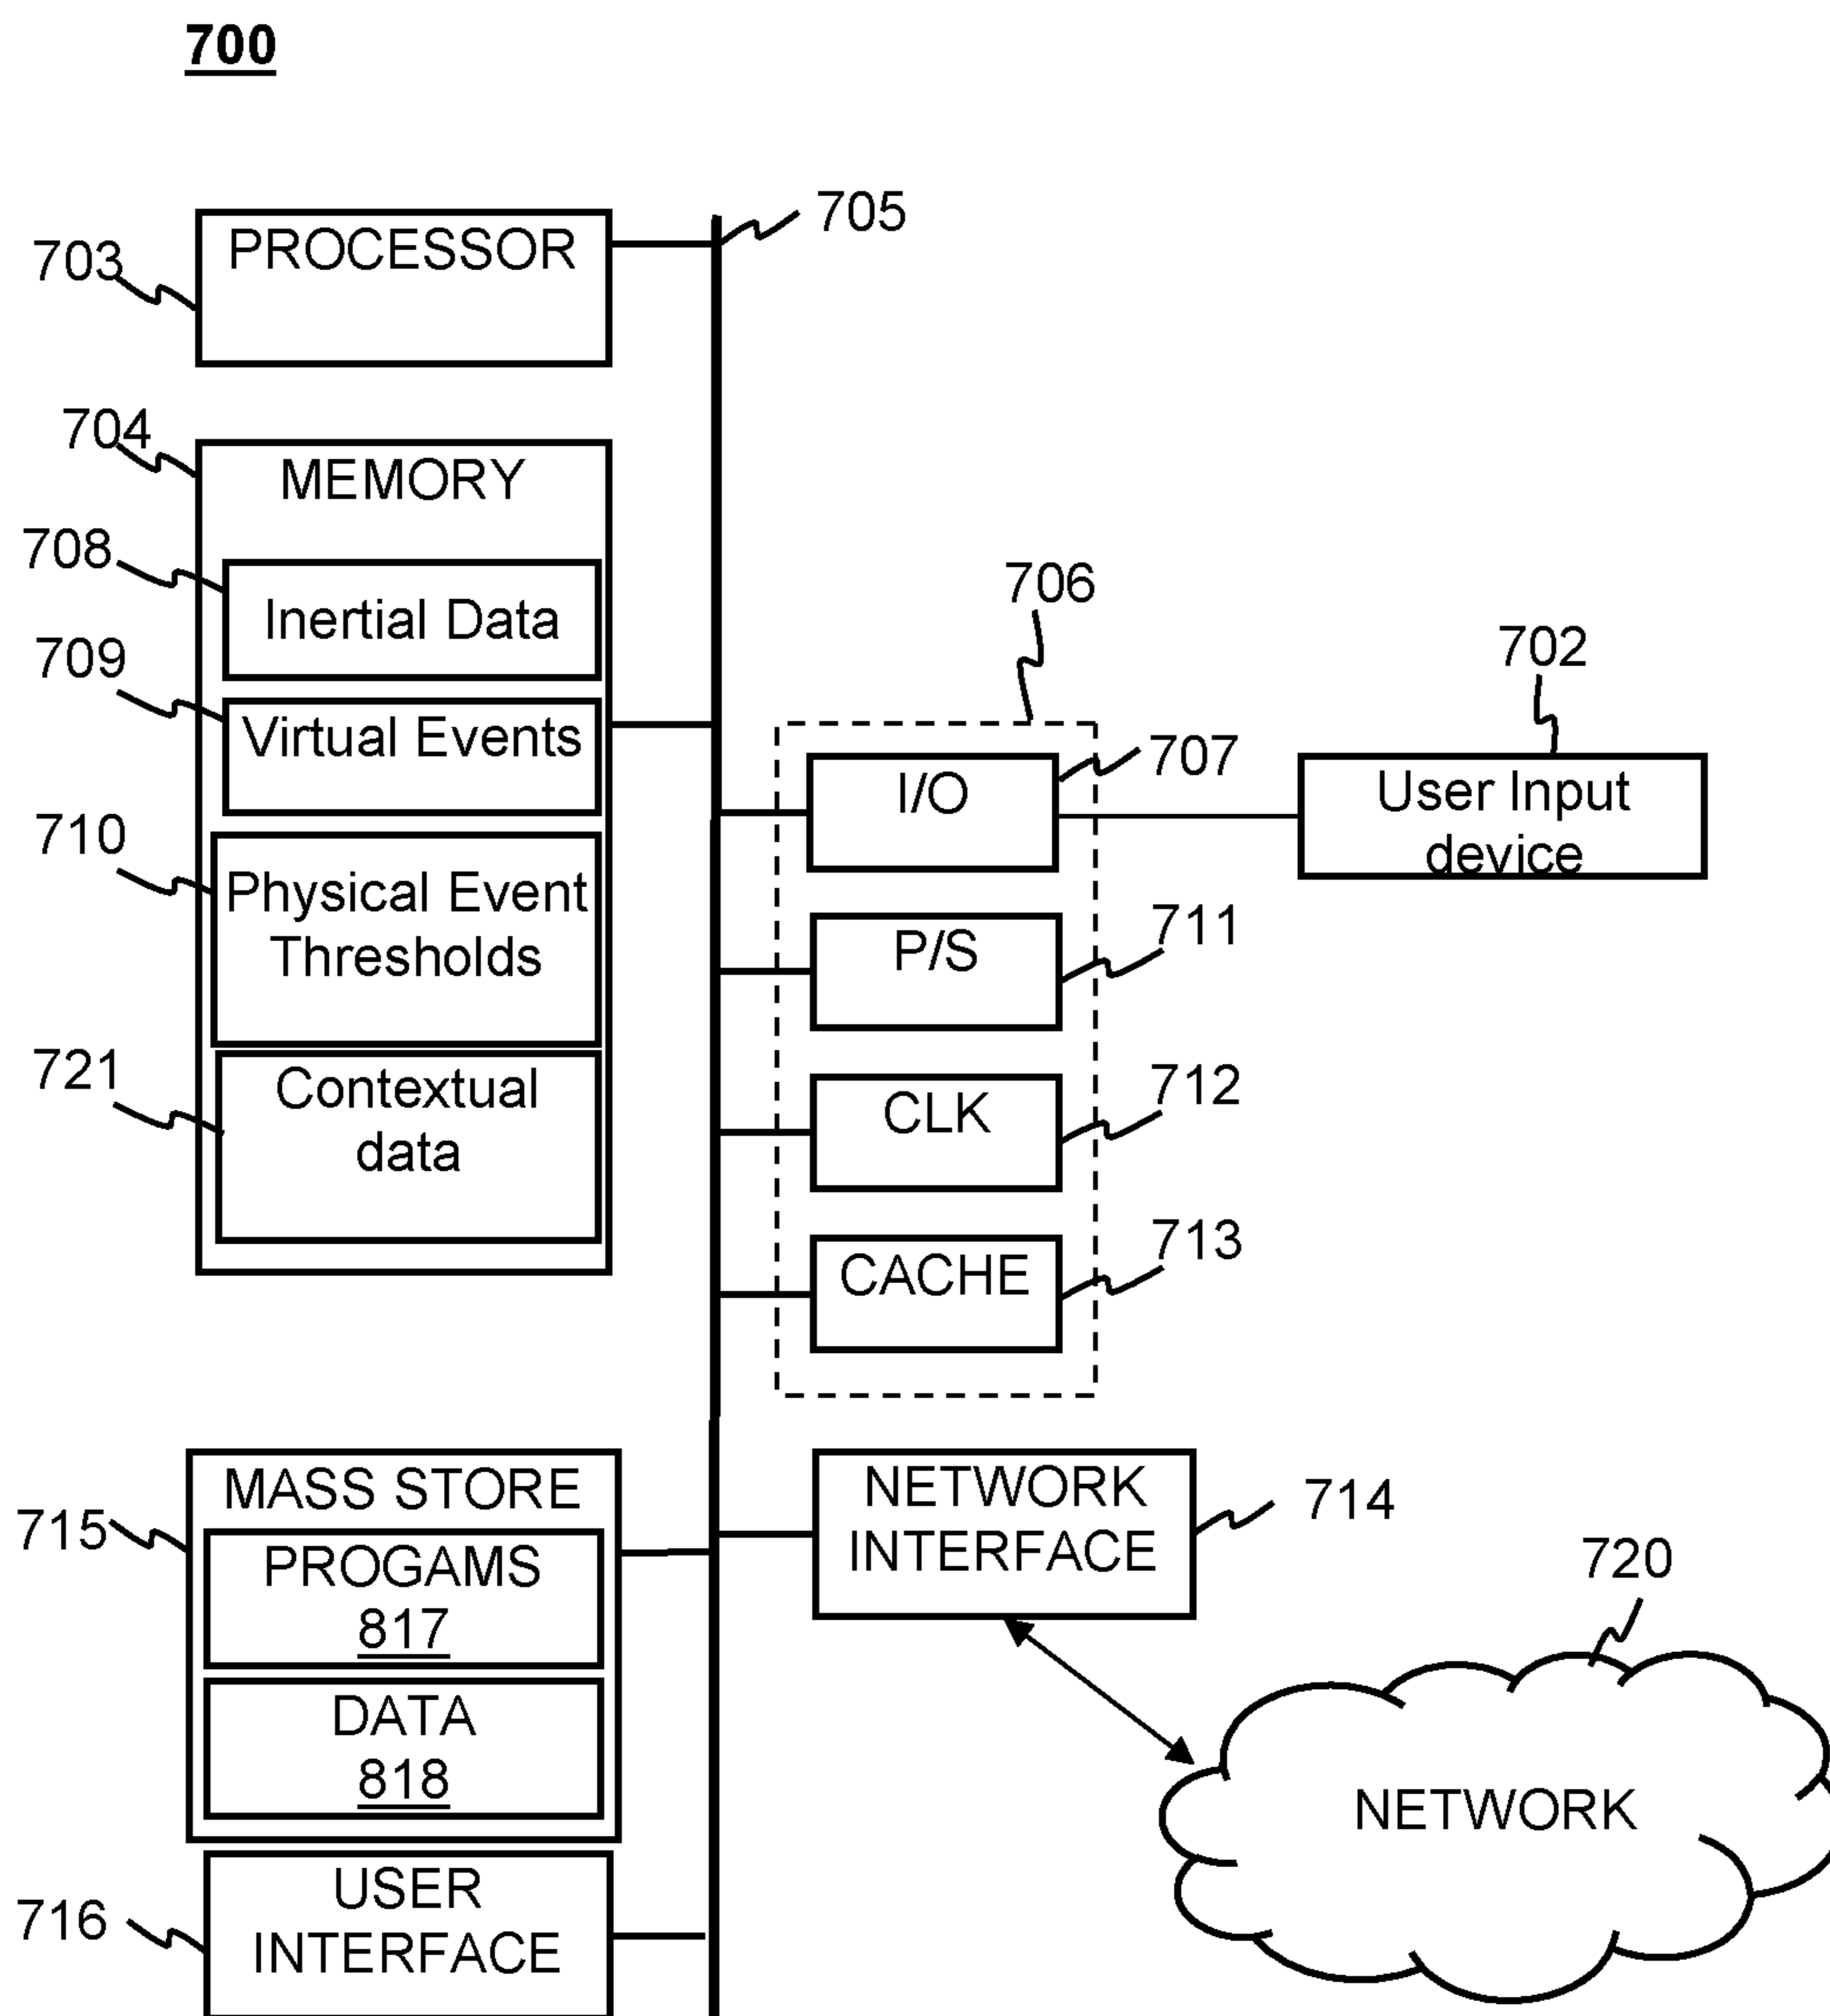 700
705
PROCESSOR
703
704
MEMORY
708
Inertial Data
709
Virtual Events
710
Physical Event
Thresholds
721
Contextual
data
706
702
707
I/O
User Input
device
711
P/S
712
CLK
713
CACHE
715
MASS STORE
PROGAMS
817
DATA
818
NETWORK
INTERFACE
714
720
NETWORK
716
USER
INTERFACE